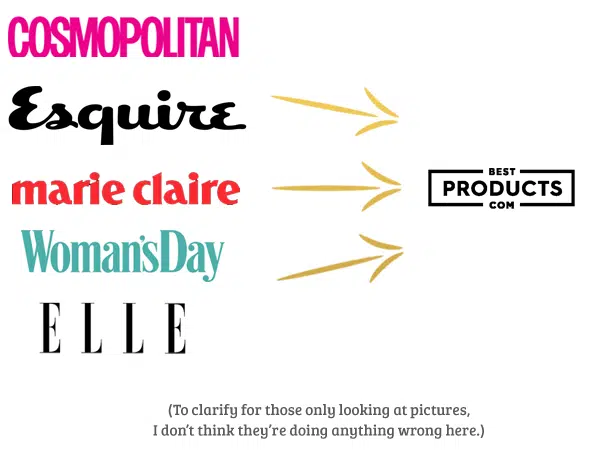 COSMOPOLITAN
Esquire
marie claire
Woman'sDay
ELLE
BEST
PRODUCTS
COM
(To clarify for those only looking at pictures,
I don't think they're doing anything wrong here.)